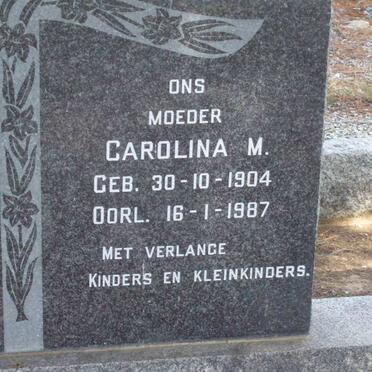 ONS
MOEDER
CAROLINA M.
GEB. 30-10-1904
OORL. 16-1-1987
MET VERLANGE
KINDERS EN KLEINKINDERS.